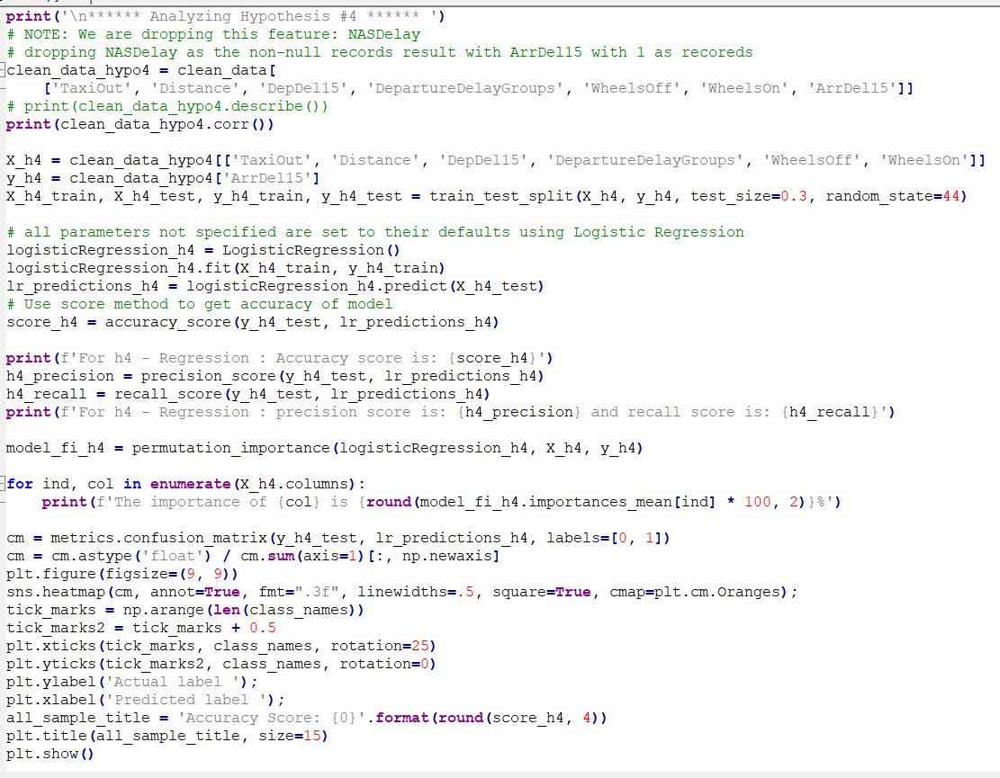 print('\n****** Analyzing Hypothesis #4 ****** ')
# NOTE: We are dropping this feature: NASDelay
# dropping NASDelay as the non-null records result with ArrDel15 with 1 as recoreds
clean_data_hypo4 = clean_data[
    ['TaxiOut', 'Distance', 'DepDel15', 'DepartureDelayGroups', 'WheelsOff', 'WheelsOn', 'ArrDel15']]
# print(clean_data_hypo4.describe())
print(clean_data_hypo4.corr())

X_h4 = clean_data_hypo4[['TaxiOut', 'Distance', 'DepDel15', 'DepartureDelayGroups', 'WheelsOff', 'WheelsOn']]
y_h4 = clean_data_hypo4['ArrDel15']
X_h4_train, X_h4_test, y_h4_train, y_h4_test = train_test_split(X_h4, y_h4, test_size=0.3, random_state=44)

# all parameters not specified are set to their defaults using Logistic Regression
logisticRegression_h4 = LogisticRegression()
logisticRegression_h4.fit(X_h4_train, y_h4_train)
lr_predictions_h4 = logisticRegression_h4.predict(X_h4_test)
# Use score method to get accuracy of model
score_h4 = accuracy_score(y_h4_test, lr_predictions_h4)

print(f'For h4 - Regression : Accuracy score is: {score_h4}')
h4_precision = precision_score(y_h4_test, lr_predictions_h4)
h4_recall = recall_score(y_h4_test, lr_predictions_h4)
print(f'For h4 - Regression : precision score is: {h4_precision} and recall score is: {h4_recall}')

model_fi_h4 = permutation_importance(logisticRegression_h4, X_h4, y_h4)

for ind, col in enumerate(X_h4.columns):
    print(f'The importance of {col} is {round(model_fi_h4.importances_mean[ind] * 100, 2)}%')

cm = metrics.confusion_matrix(y_h4_test, lr_predictions_h4, labels=[0, 1])
cm = cm.astype('float') / cm.sum(axis=1)[:, np.newaxis]
plt.figure(figsize=(9, 9))
sns.heatmap(cm, annot=True, fmt=".3f", linewidths=.5, square=True, cmap=plt.cm.Oranges);
tick_marks = np.arange(len(class_names))
tick_marks2 = tick_marks + 0.5
plt.xticks(tick_marks, class_names, rotation=25)
plt.yticks(tick_marks2, class_names, rotation=0)
plt.ylabel('Actual label ');
plt.xlabel('Predicted label ');
all_sample_title = 'Accuracy Score: {0}'.format(round(score_h4, 4))
plt.title(all_sample_title, size=15)
plt.show()